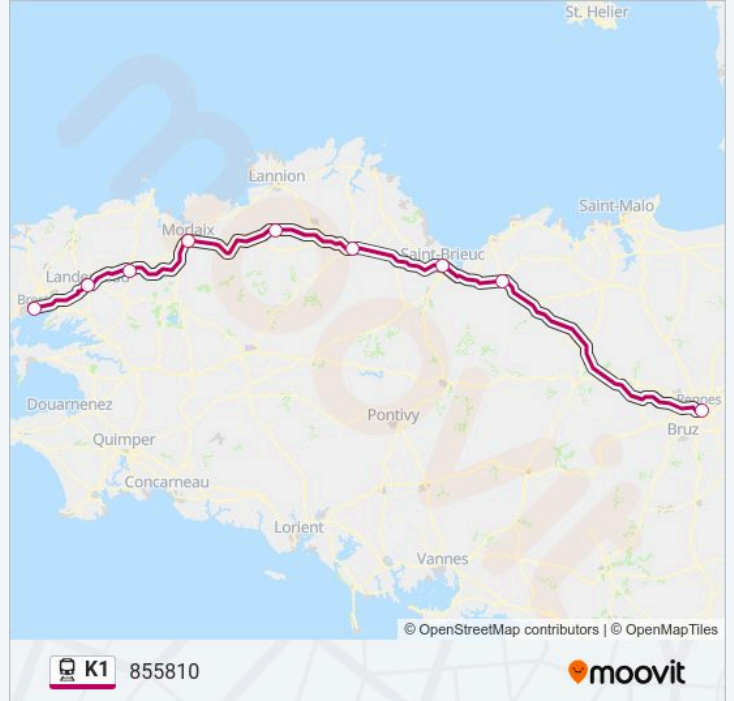 St. Helier
Lannion
Saint-Malo
Morlaix
Saint-Brieuc
Rennes
Douarnenez
Pontivy
Bruz
Quimper
Concarneau
Lorient
Vannes
© OpenStreetMap contributors | © OpenMapTiles
K1 855810 moovit
moovit